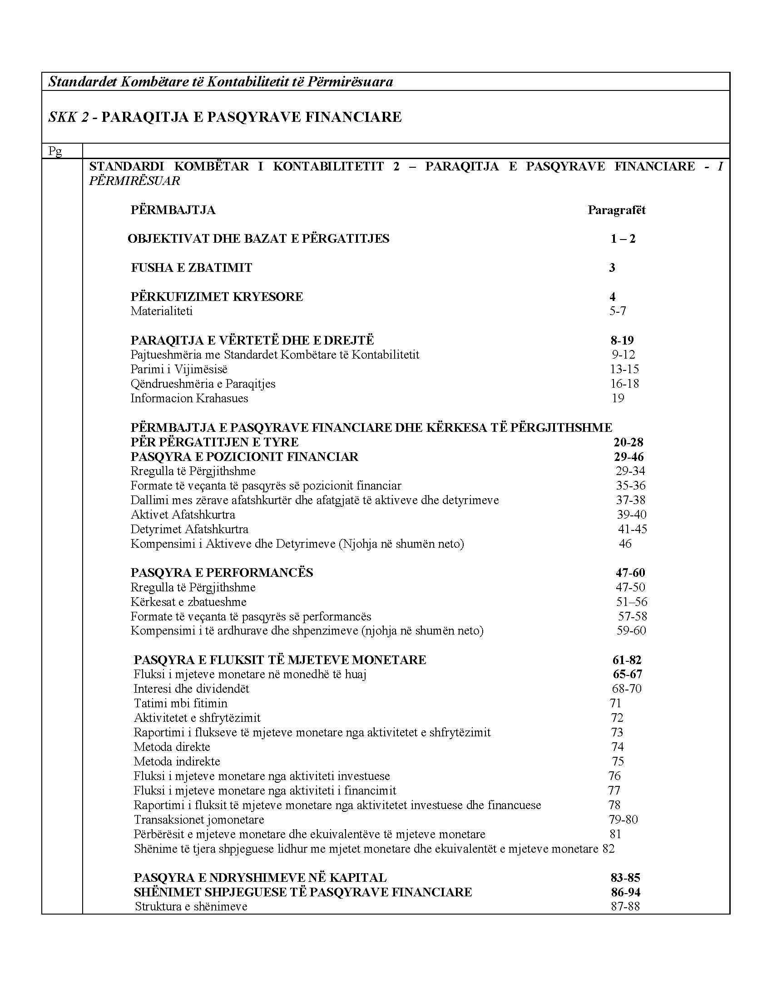 Standardet Kombëtare të Kontabilitetit të Përmirësuara
SKK 2 - PARAQITJA E PASQYRAVE FINANCIARE
Pg
STANDARDI KOMBËTAR I KONTABILITETIT 2 – PARAQITJA E PASQYRAVE FINANCIARE - I
PËRMIRËSUAR
PËRMBAJTJA Paragrafët
OBJEKTIVAT DHE BAZAT E PËRGATITJES 1 – 2
FUSHA E ZBATIMIT 3
PËRKUFIZIMET KRYESORE 4
Materialiteti 5-7
PARAQITJA E VËRTETË DHE E DREJTË 8-19
Pajtueshmëria me Standardet Kombëtare të Kontabilitetit 9-12
Parimi i Vijimësisë 13-15
Qëndrueshmëria e Paraqitjes 16-18
Informacion Krahasues 19
PËRMBAJTJA E PASQYRAVE FINANCIARE DHE KËRKESA TË PËRGJITHSHME
PËR PËRGATITJEN E TYRE 20-28
PASQYRA E POZICIONIT FINANCIAR 29-46
Rregulla të Përgjithshme 29-34
Formate të veçanta të pasqyrës së pozicionit financiar 35-36
Dallimi mes zërave afatshkurtër dhe afatgjatë të aktiveve dhe detyrimeve 37-38
Aktivet Afatshkurtra 39-40
Detyrimet Afatshkurtra 41-45
Kompensimi i Aktiveve dhe Detyrimeve (Njohja në shumën neto) 46
PASQYRA E PERFORMANCËS 47-60
Rregulla të Përgjithshme 47-50
Kërkesat e zbatueshme 51–56
Formate të veçanta të pasqyrës së performancës 57-58
Kompensimi i të ardhurave dhe shpenzimeve (njohja në shumën neto) 59-60
PASQYRA E FLUKSIT TË MJETEVE MONETARE 61-82
Fluksi i mjeteve monetare në monedhë të huaj 65-67
Interesi dhe dividendët 68-70
Tatimi mbi fitimin 71
Aktivitetet e shfrytëzimit 72
Raportimi i flukseve të mjeteve monetare nga aktivitetet e shfrytëzimit 73
Metoda direkte 74
Metoda indirekte 75
Fluksi i mjeteve monetare nga aktiviteti investuese 76
Fluksi i mjeteve monetare nga aktiviteti i financimit 77
Raportimi i fluksit të mjeteve monetare nga aktivitetet investuese dhe financuese 78
Transaksionet jomonetare 79-80
Përbërësit e mjeteve monetare dhe ekuivalentëve të mjeteve monetare 81
Shënime të tjera shpjeguese lidhur me mjetet monetare dhe ekuivalentët e mjeteve monetare 82
PASQYRA E NDRYSHIMEVE NË KAPITAL 83-85
SHËNIMET SHPJEGUESE TË PASQYRAVE FINANCIARE 86-94
Struktura e shënimeve 87-88